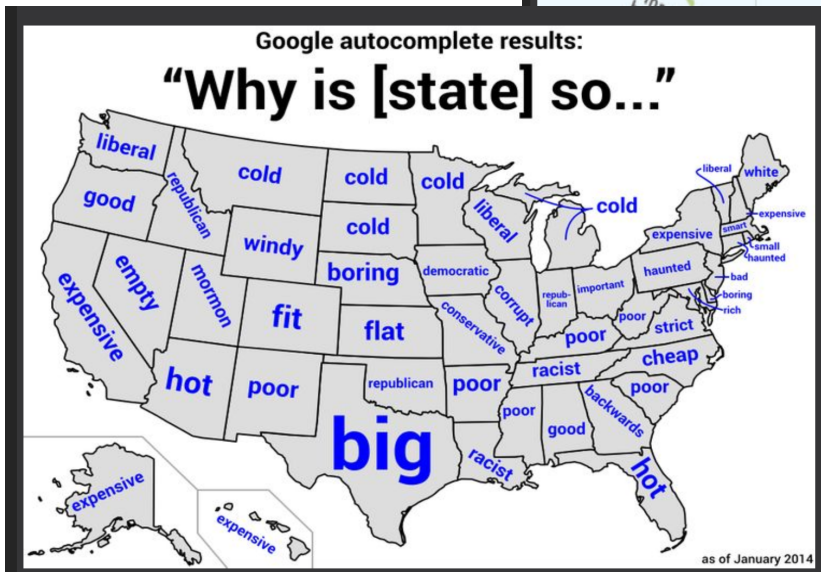 Google autocomplete results:
“Why is [state] so...”
liberal
cold
cold
cold
liberal
white
good
republican
cold
liberal
cold
expensive
windy
expensive
smart
small
haunted
empty
mormon
boring
democratic
haunted
bad
expensive
fit
corrupt
repub-
lican
important
boring
rich
flat
conservative
poor
poor
strict
hot
poor
republican
poor
racist
cheap
big
poor
good
backwards
poor
racist
hot
expensive
expensive
as of January 2014